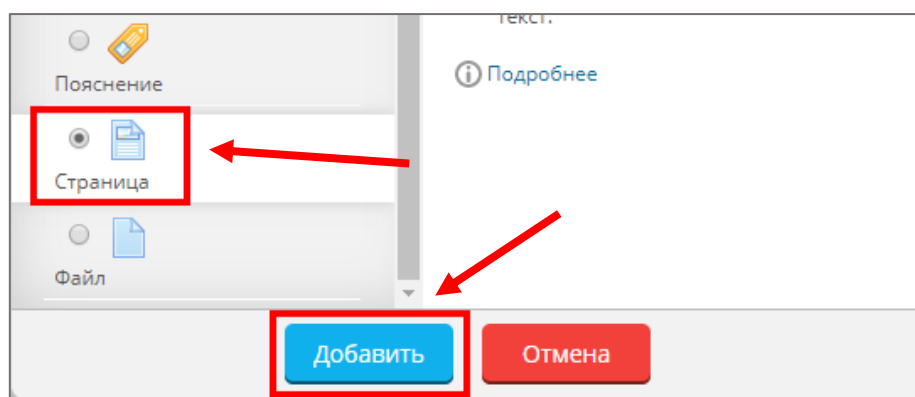 текст.
Пояснение
Подробнее
Страница
Файл
Добавить
Отмена